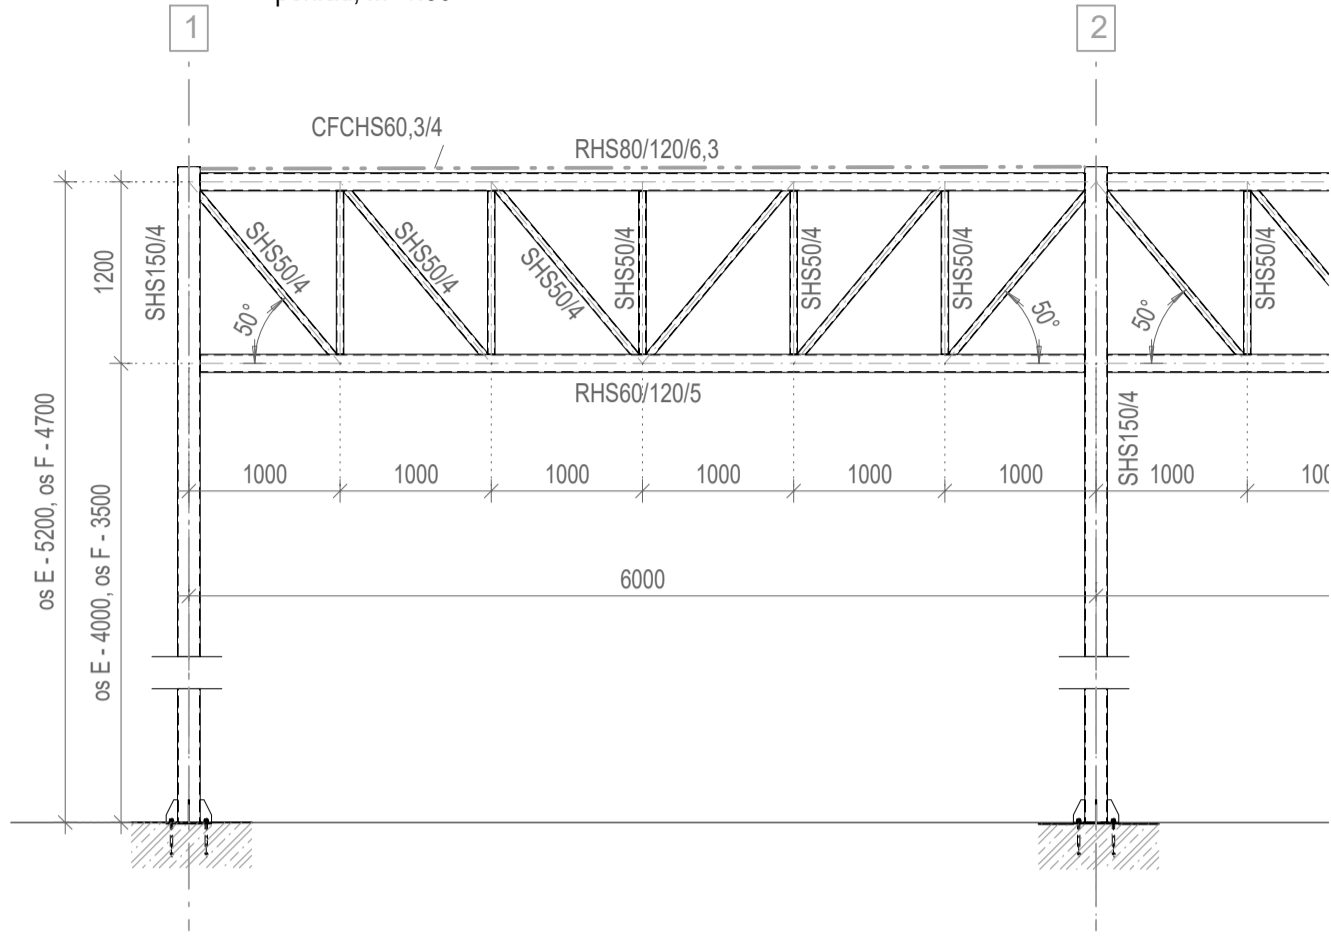 1
2
CFCHS60,3/4
RHS80/120/6,3
SHS150/4
SHS50/4
SHS50/4
SHS50/4
SHS50/4
SHS50/4
SHS50/4
SHS50/4
1200
50°
50°
50°
RHS60/120/5
SHS150/4
os E - 5200, os F - 4700
os E - 4000, os F - 3500
1000
1000
1000
1000
1000
1000
1000
6000